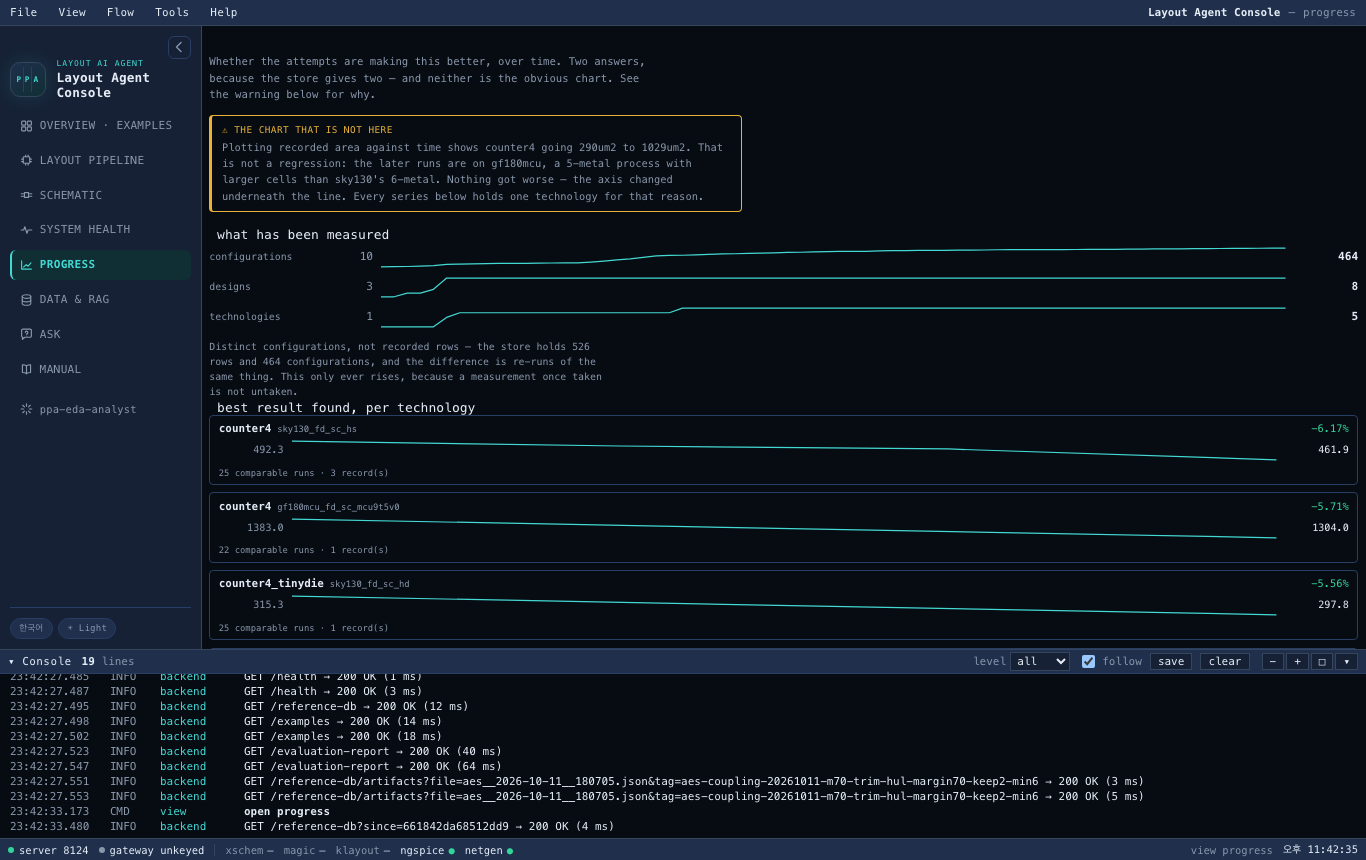 File View Flow Tools Help
Layout Agent Console — progress
PPA
LAYOUT AI AGENT
Layout Agent
Console
OVERVIEW · EXAMPLES
LAYOUT PIPELINE
SCHEMATIC
SYSTEM HEALTH
PROGRESS
DATA & RAG
ASK
MANUAL
ppa-eda-analyst
한국어 ☀ Light
Whether the attempts are making this better, over time. Two answers,
because the store gives two — and neither is the obvious chart. See
the warning below for why.
⚠ THE CHART THAT IS NOT HERE
Plotting recorded area against time shows counter4 going 290um2 to 1029um2. That
is not a regression: the later runs are on gf180mcu, a 5-metal process with
larger cells than sky130's 6-metal. Nothing got worse — the axis changed
underneath the line. Every series below holds one technology for that reason.
what has been measured
configurations 10 464
designs 3 8
technologies 1 5
Distinct configurations, not recorded rows — the store holds 526
rows and 464 configurations, and the difference is re-runs of the
same thing. This only ever rises, because a measurement once taken
is not untaken.
best result found, per technology
counter4 sky130_fd_sc_hs −6.17%
492.3 461.9
25 comparable runs · 3 record(s)
counter4 gf180mcu_fd_sc_mcu9t5v0 −5.71%
1383.0 1304.0
22 comparable runs · 1 record(s)
counter4_tinydie sky130_fd_sc_hd −5.56%
315.3 297.8
25 comparable runs · 1 record(s)
▾ Console 19 lines level all follow save clear − + □ ▾
23:42:27.485 INFO backend GET /health → 200 OK (1 ms)
23:42:27.487 INFO backend GET /health → 200 OK (3 ms)
23:42:27.495 INFO backend GET /reference-db → 200 OK (12 ms)
23:42:27.498 INFO backend GET /examples → 200 OK (14 ms)
23:42:27.502 INFO backend GET /examples → 200 OK (18 ms)
23:42:27.523 INFO backend GET /evaluation-report → 200 OK (40 ms)
23:42:27.547 INFO backend GET /evaluation-report → 200 OK (64 ms)
23:42:27.551 INFO backend GET /reference-db/artifacts?file=aes__2026-10-11__180705.json&tag=aes-coupling-20261011-m70-trim-hul-margin70-keep2-min6 → 200 OK (3 ms)
23:42:27.553 INFO backend GET /reference-db/artifacts?file=aes__2026-10-11__180705.json&tag=aes-coupling-20261011-m70-trim-hul-margin70-keep2-min6 → 200 OK (5 ms)
23:42:33.173 CMD view open progress
23:42:33.480 INFO backend GET /reference-db?since=661842da68512dd9 → 200 OK (4 ms)
server 8124 gateway unkeyed xschem — magic — klayout — ngspice netgen view progress 오후 11:42:35